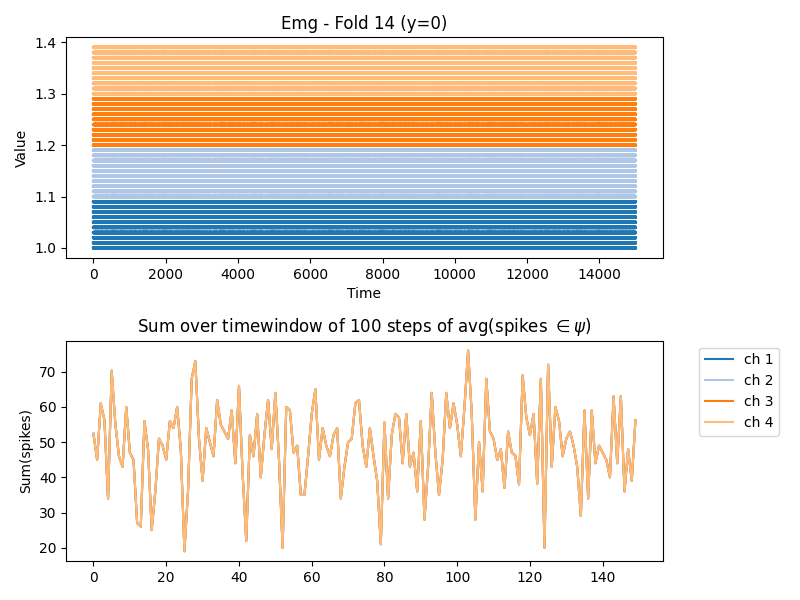 Emg - Fold 14 (y=0)
1.4
1.3
1.2
1.1
1.0
Value
0 2000 4000 6000 8000 10000 12000 14000
Time
Sum over timewindow of 100 steps of avg(spikes ∈ ψ)
70
60
50
40
30
20
Sum(spikes)
0 20 40 60 80 100 120 140
ch 1
ch 2
ch 3
ch 4